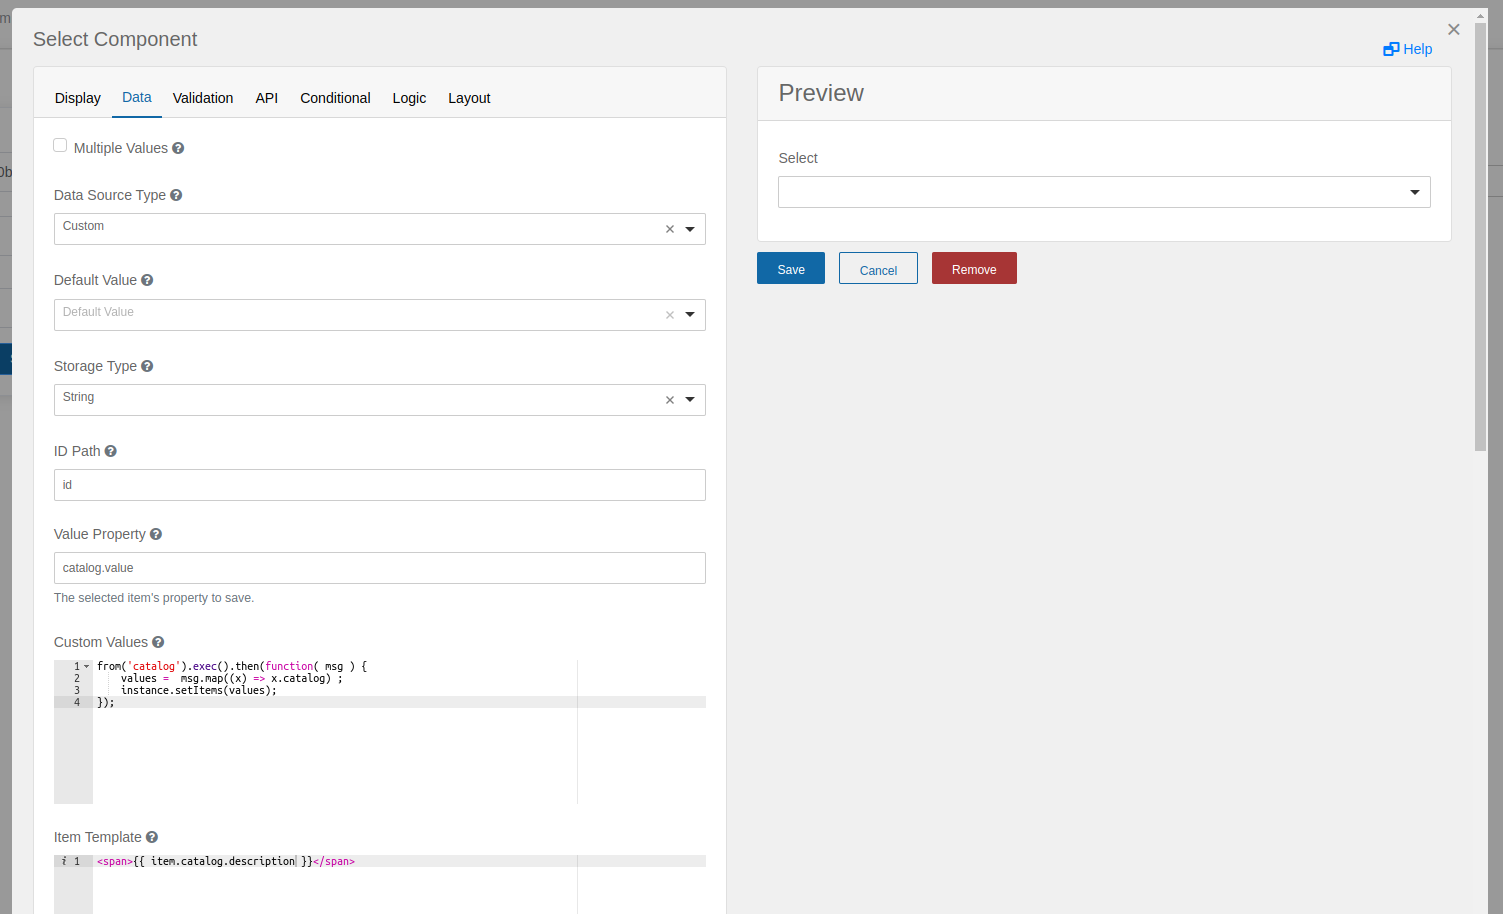 Select Component
Help
Display Data Validation API Conditional Logic Layout
Multiple Values
Data Source Type
Custom
Default Value
Default Value
Storage Type
String
ID Path
id
Value Property
catalog.value
The selected item's property to save.
Custom Values
1 from('catalog').exec().then(function( msg ) {
2 values =  msg.map((x) => x.catalog) ;
3 instance.setItems(values);
4 });
Item Template
i 1 <span>{{ item.catalog.description }}</span>
Preview
Select
Save Cancel Remove